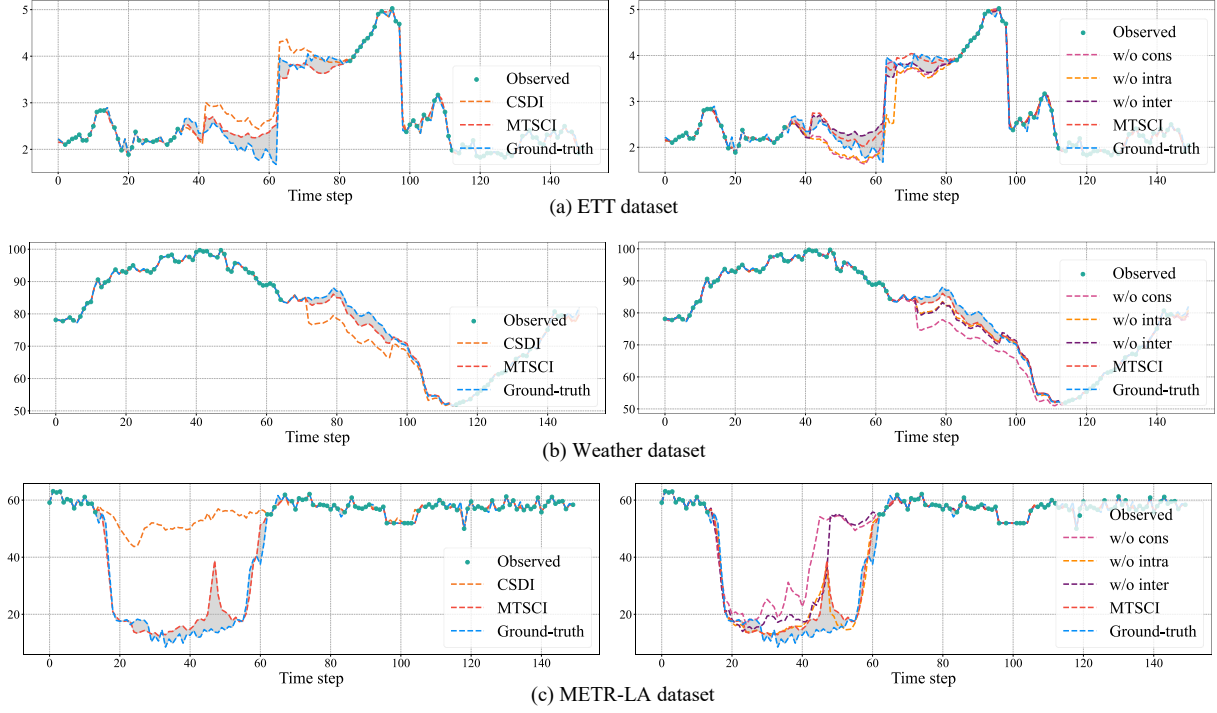 5
4
3
2
0 20 40 60 80 100 120 140
Time step
Observed
CSDI
MTSCI
Ground-truth
5
4
3
2
0 20 40 60 80 100 120 140
Time step
Observed
w/o cons
w/o intra
w/o inter
MTSCI
Ground-truth
(a) ETT dataset
100
90
80
70
60
50
0 20 40 60 80 100 120 140
Time step
Observed
CSDI
MTSCI
Ground-truth
100
90
80
70
60
50
0 20 40 60 80 100 120 140
Time step
Observed
w/o cons
w/o intra
w/o inter
MTSCI
Ground-truth
(b) Weather dataset
60
40
20
0 20 40 60 80 100 120 140
Time step
Observed
CSDI
MTSCI
Ground-truth
60
40
20
0 20 40 60 80 100 120 140
Time step
Observed
w/o cons
w/o intra
w/o inter
MTSCI
Ground-truth
(c) METR-LA dataset